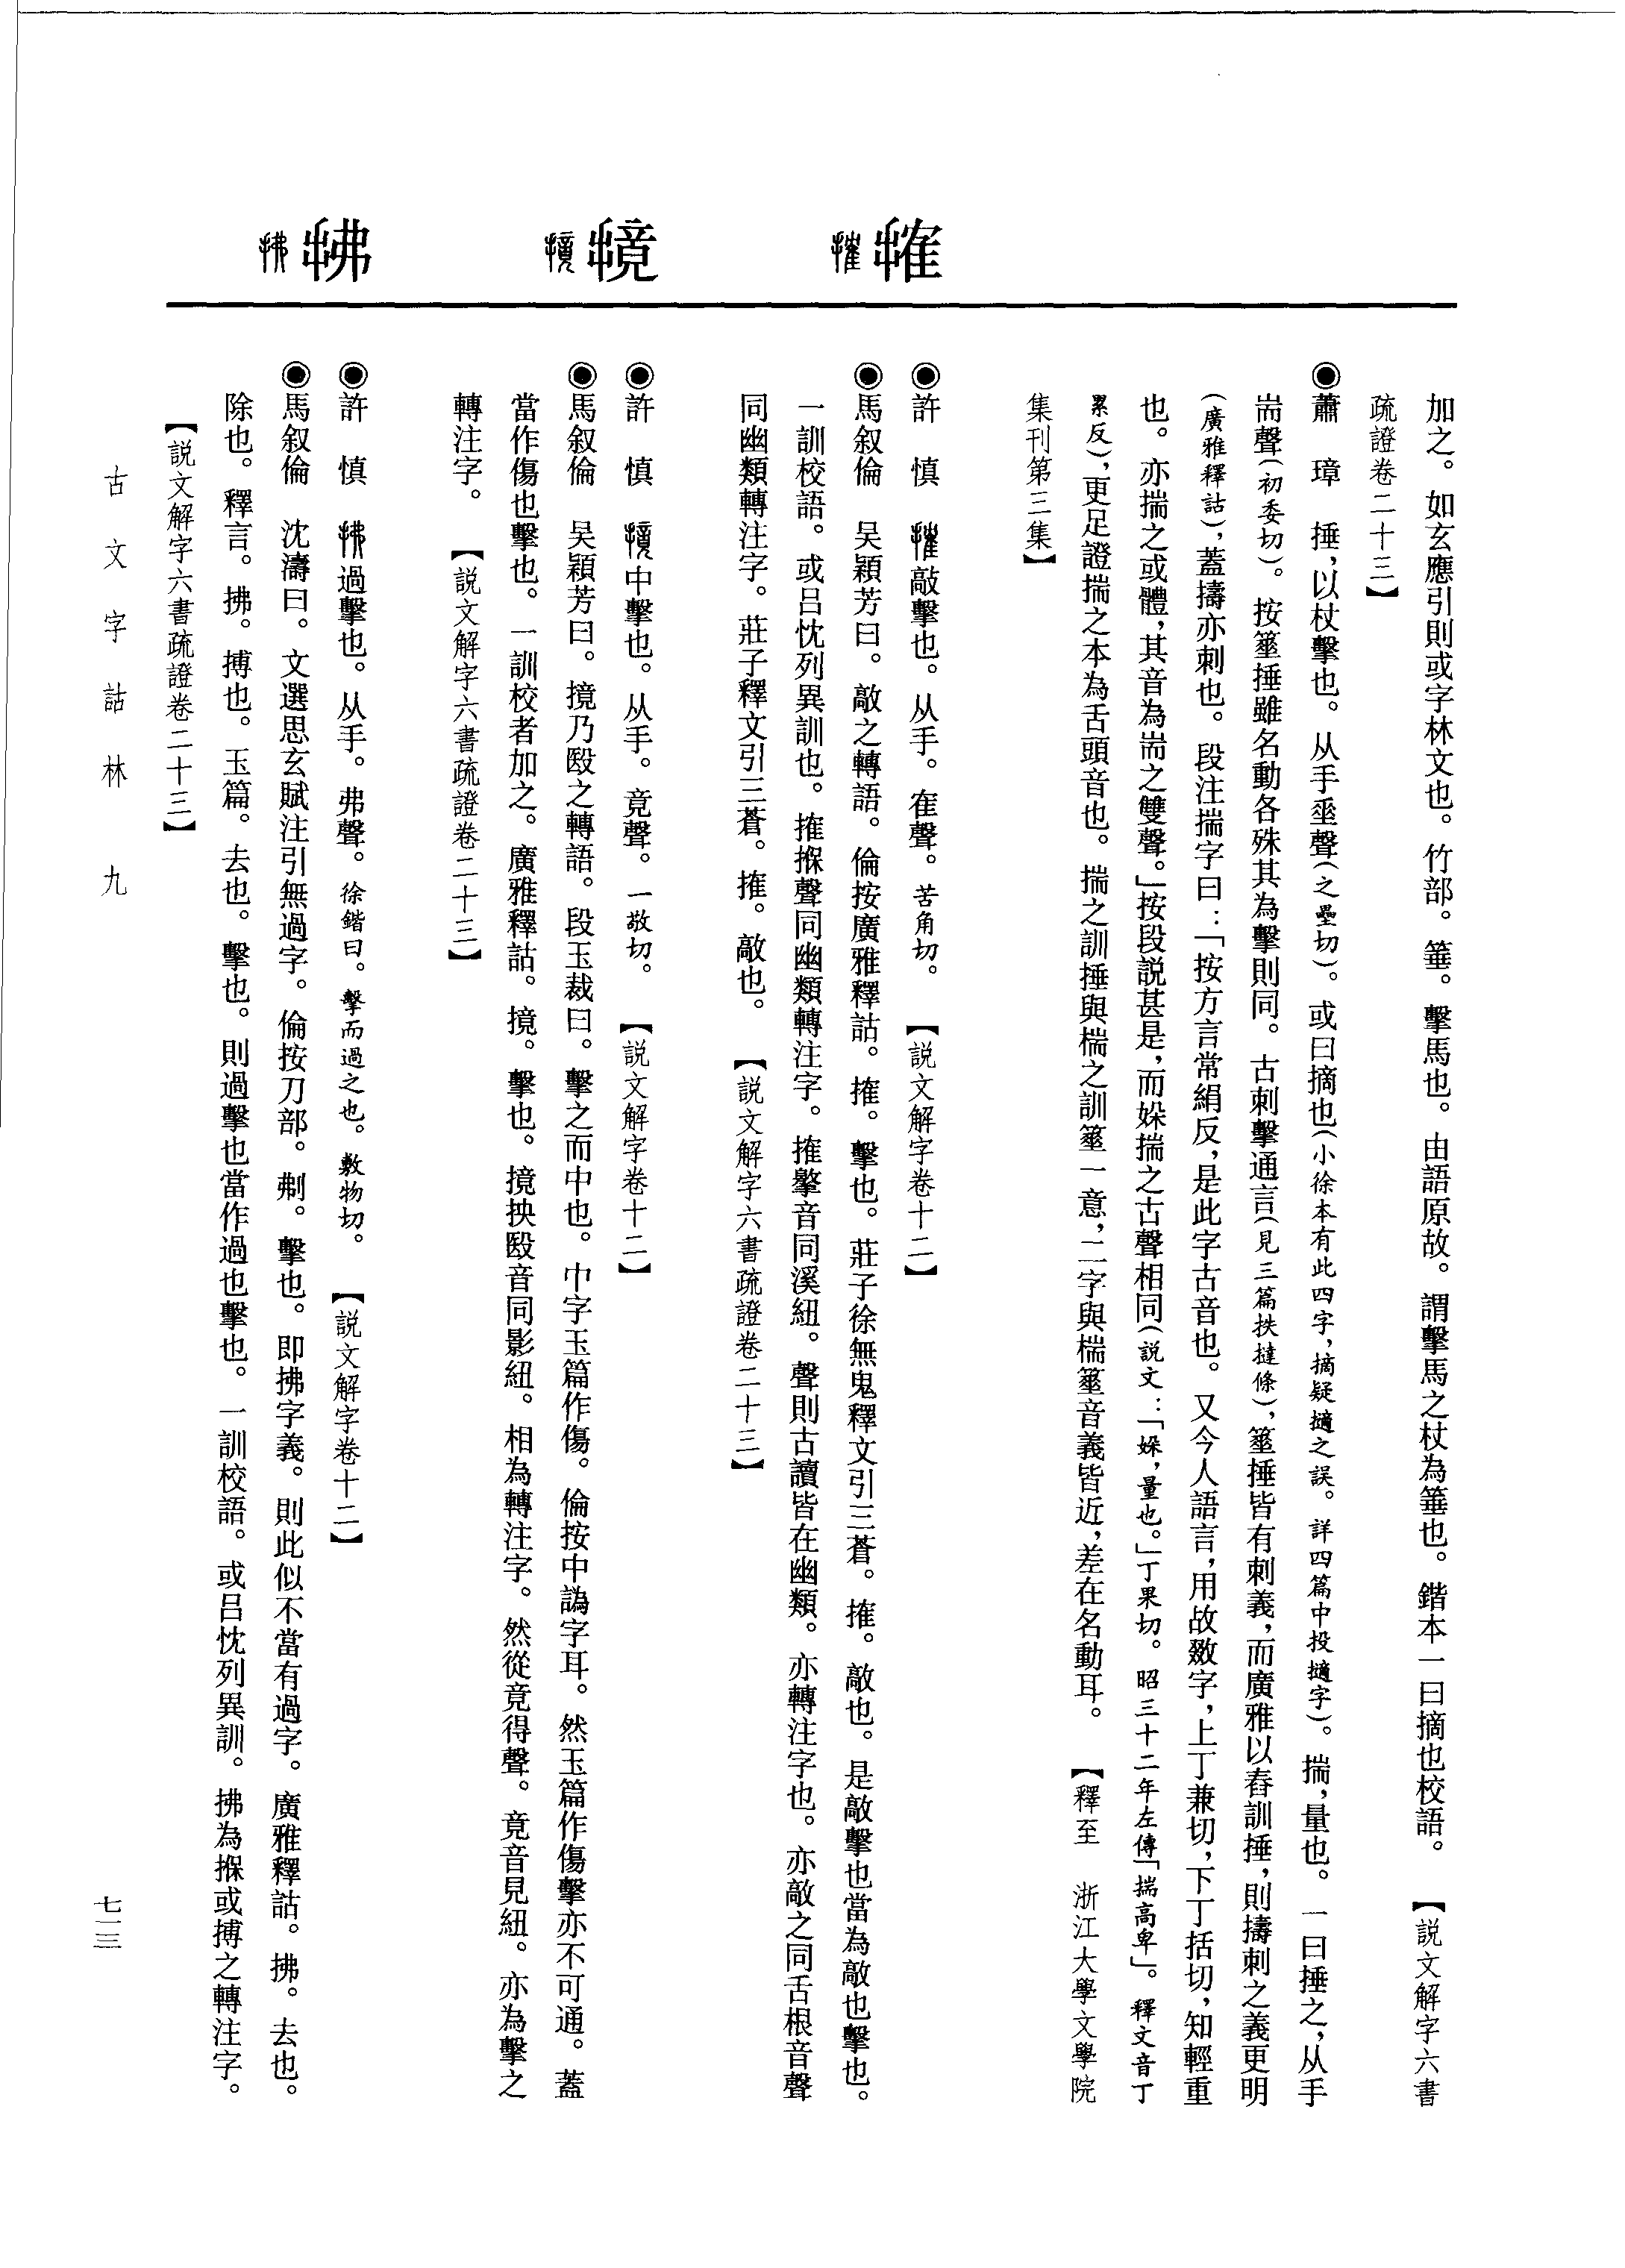 加之。如玄應引則或字林文也。竹部。箠。擊馬也。由語原故。謂擊馬之杖為箠也。鍇本一曰摘也校語。【説文解字六書
疏證卷二十三】
◉蕭　璋　捶，以杖擊也。从手𡍮聲（之壘切）。或曰摘也（小徐本有此四字，摘疑擿之誤。詳四篇中投擿字）。揣，量也。一曰捶之，从手
耑聲（初委切）。按箠捶雖名動各殊其為擊則同。古刺擊通言（見三篇抶撻條），箠捶皆有刺義，而廣雅以舂訓捶，則擣刺之義更明
（廣雅釋詁），蓋擣亦刺也。段注揣字曰：「按方言常絹反，是此字古音也。又今人語言，用故敠字，上丁兼切，下丁括切，知輕重
也。亦揣之或體，其音為耑之雙聲。」按段説甚是，而㛊揣之古聲相同（説文：「㛊，量也。」丁果切。昭三十二年左傳「揣高卑」。釋文音丁
累反），更足證揣之本為舌頭音也。揣之訓捶與椯之訓箠一意，二字與椯箠音義皆近，差在名動耳。【釋至　浙江大學文學院
集刊第三集】
搉
◉許　慎　敲擊也。从手。隺聲。苦角切。【説文解字卷十二】
◉馬叙倫　吴穎芳曰。敲之轉語。倫按廣雅釋詁。搉。擊也。莊子徐無鬼釋文引三蒼。搉。敲也。是敲擊也當為敲也擊也。
一訓校語。或吕忱列異訓也。搉㨊聲同幽類轉注字。搉擊音同溪紐。聲則古讀皆在幽類。亦轉注字也。亦敲之同舌根音聲
同幽類轉注字。莊子釋文引三蒼。搉。敲也。【説文解字六書疏證卷二十三】
摬
◉許　慎　中擊也。从手。竟聲。一敬切。【説文解字卷十二】
◉馬叙倫　吴穎芳曰。摬乃毆之轉語。段玉裁曰。擊之而中也。中字玉篇作傷。倫按中譌字耳。然玉篇作傷擊亦不可通。蓋
當作傷也擊也。一訓校者加之。廣雅釋詁。摬。擊也。摬抰毆音同影紐。相為轉注字。然從竟得聲。竟音見紐。亦為擊之
轉注字。【説文解字六書疏證卷二十三】
㧞拂
◉許　慎　過擊也。从手。弗聲。徐鍇曰。擊而過之也。敷物切。【説文解字卷十二】
◉馬叙倫　沈濤曰。文選思玄賦注引無過字。倫按刀部。刜。擊也。即拂字義。則此似不當有過字。廣雅釋詁。拂。去也。
除也。釋言。拂。搏也。玉篇。去也。擊也。則過擊也當作過也擊也。一訓校語。或吕忱列異訓。拂為㨊或搏之轉注字。
【説文解字六書疏證卷二十三】
古文字詁林　九
七一三